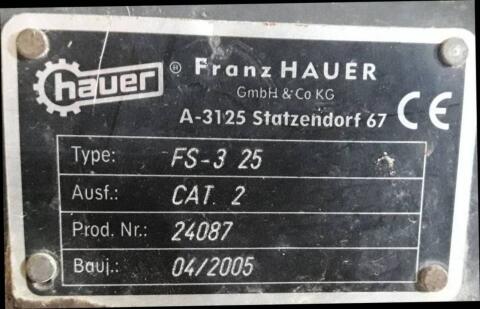 hauer ® Franz HAUER
GmbH & Co KG
A-3125 Statzendorf 67 CE
Type: FS-3 25
Ausf.: CAT. 2
Prod. Nr.: 24087
Bauj.: 04/2005